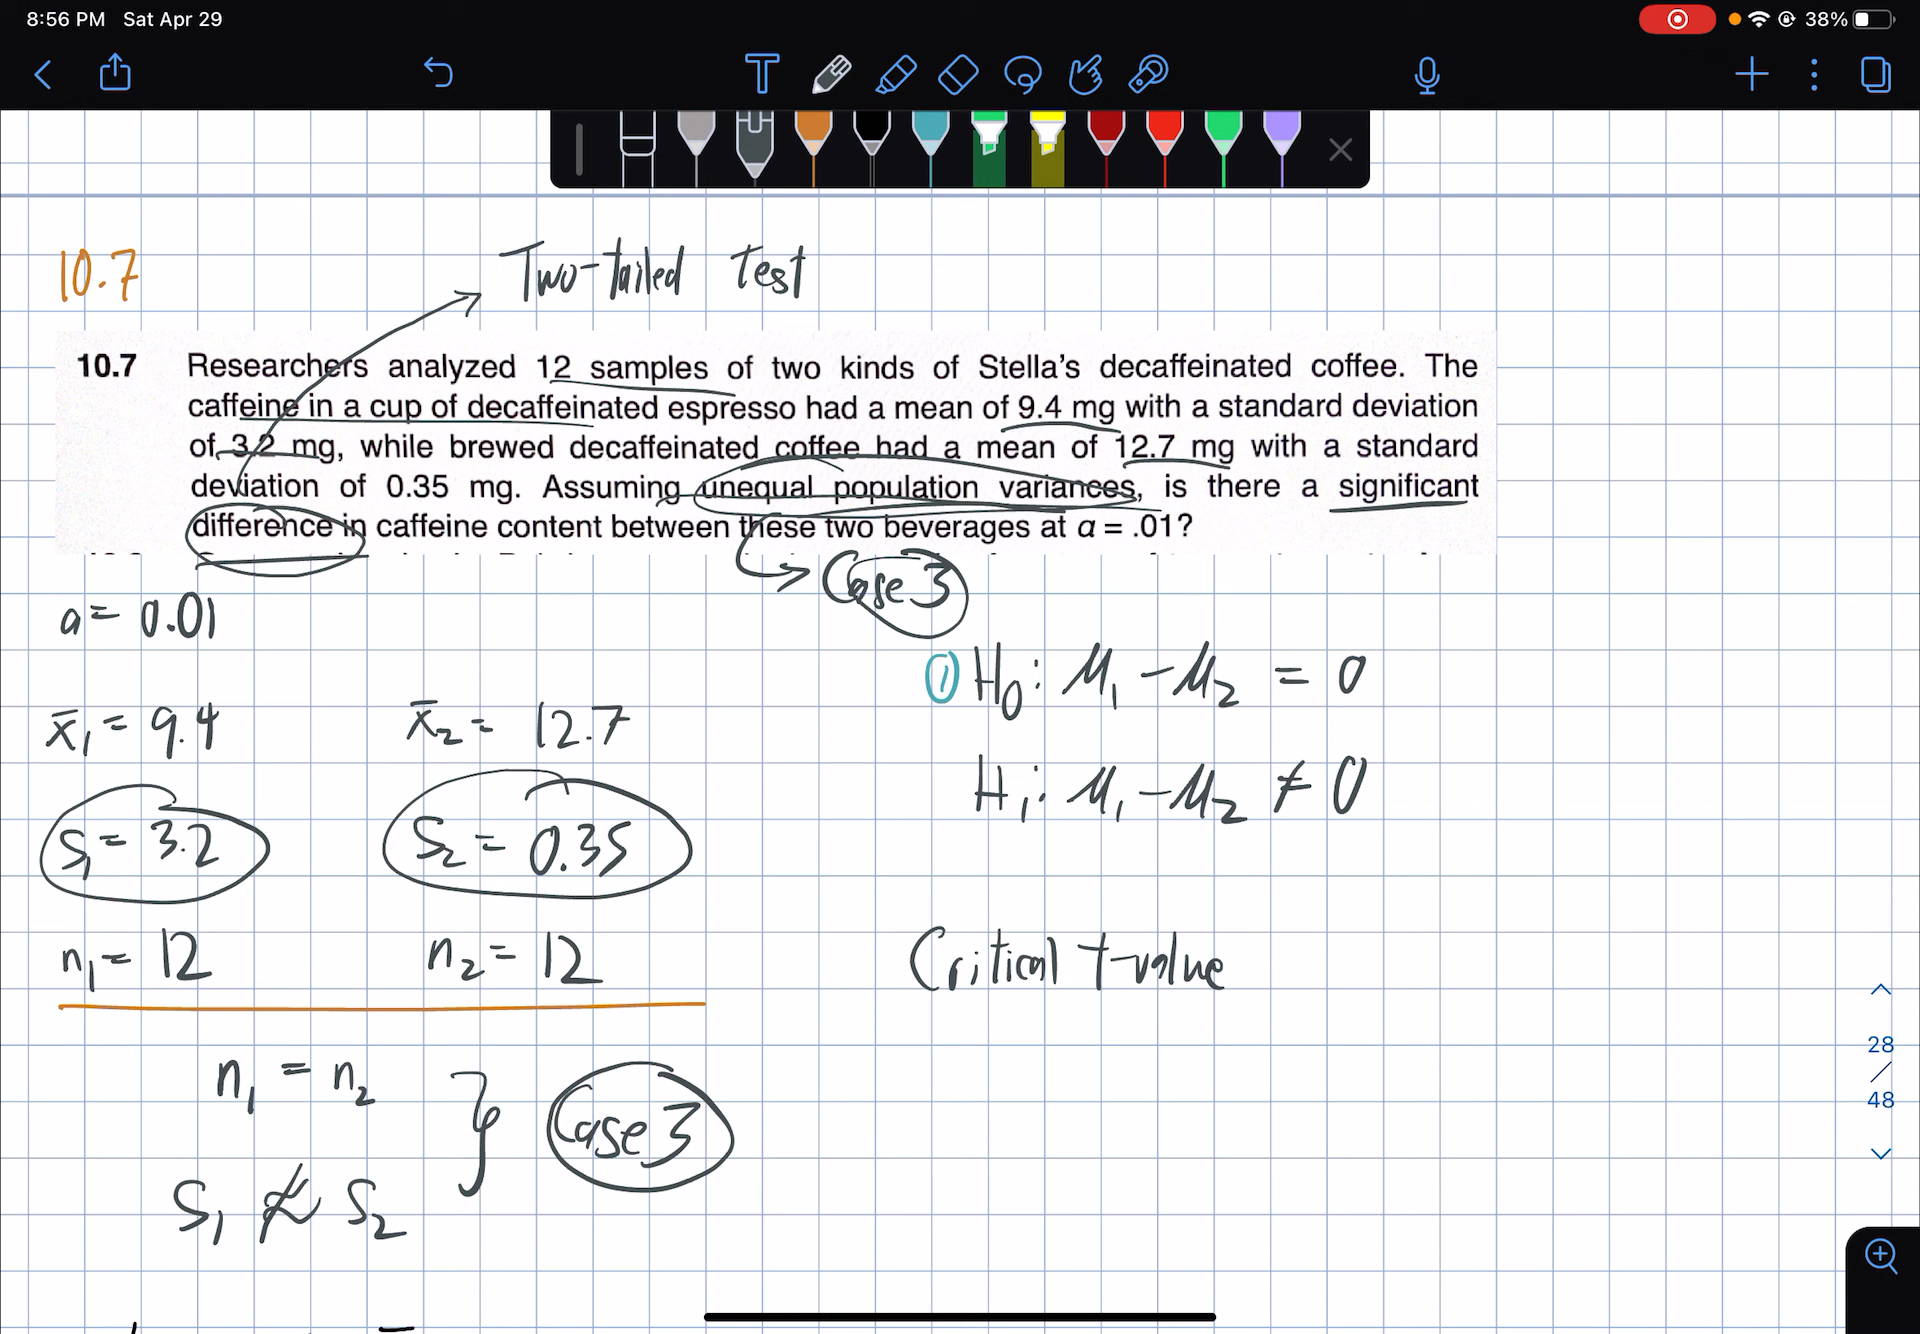 8:56 PM Sat Apr 29
38%
T
10.7
Two-tailed Test
10.7 Researchers analyzed 12 samples of two kinds of Stella's decaffeinated coffee. The
caffeine in a cup of decaffeinated espresso had a mean of 9.4 mg with a standard deviation
of 3.2 mg, while brewed decaffeinated coffee had a mean of 12.7 mg with a standard
deviation of 0.35 mg. Assuming unequal population variances, is there a significant
difference in caffeine content between these two beverages at α = .01?
Case 3
a = 0.01
① H₀: M₁ - M₂ = 0
x̄₁ = 9.4 x̄₂ = 12.7
H₁: M₁ - M₂ ≠ 0
S₁ = 3.2 S₂ = 0.35
n₁ = 12 n₂ = 12
Critical t-value
28
/
48
n₁ = n₂ } Case 3
S₁ ≉ S₂